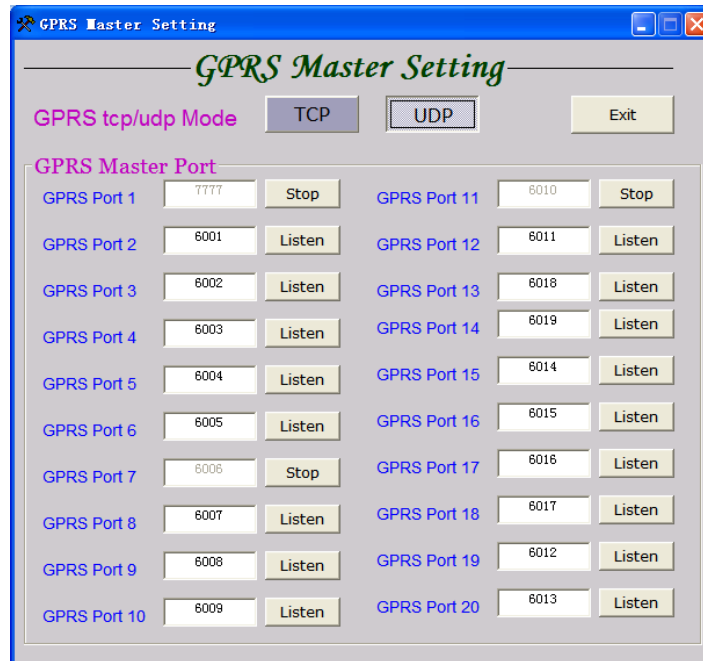 GPRS Master Setting
GPRS Master Setting
GPRS tcp/udp Mode TCP UDP Exit
GPRS Master Port
GPRS Port 1 7777 Stop GPRS Port 11 6010 Stop
GPRS Port 2 6001 Listen GPRS Port 12 6011 Listen
GPRS Port 3 6002 Listen GPRS Port 13 6018 Listen
GPRS Port 4 6003 Listen GPRS Port 14 6019 Listen
GPRS Port 5 6004 Listen GPRS Port 15 6014 Listen
GPRS Port 6 6005 Listen GPRS Port 16 6015 Listen
GPRS Port 7 6006 Stop GPRS Port 17 6016 Listen
GPRS Port 8 6007 Listen GPRS Port 18 6017 Listen
GPRS Port 9 6008 Listen GPRS Port 19 6012 Listen
GPRS Port 10 6009 Listen GPRS Port 20 6013 Listen